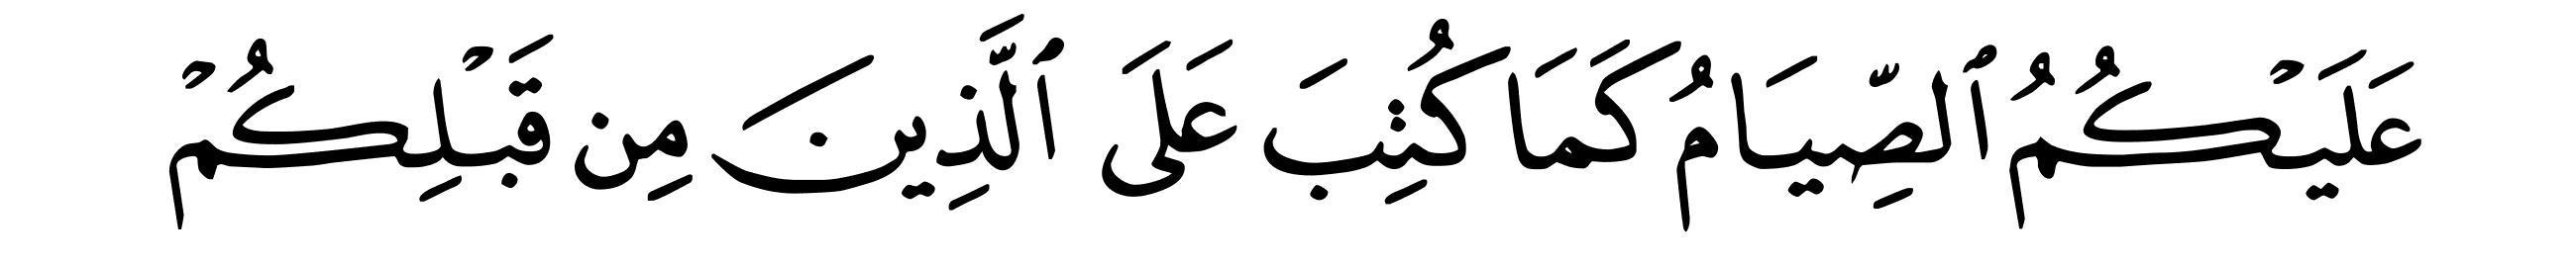 عَلَيْكُمُ ٱلصِّيَامُ كَمَا كُتِبَ عَلَى ٱلَّذِينَ مِن قَبْلِكُمْ